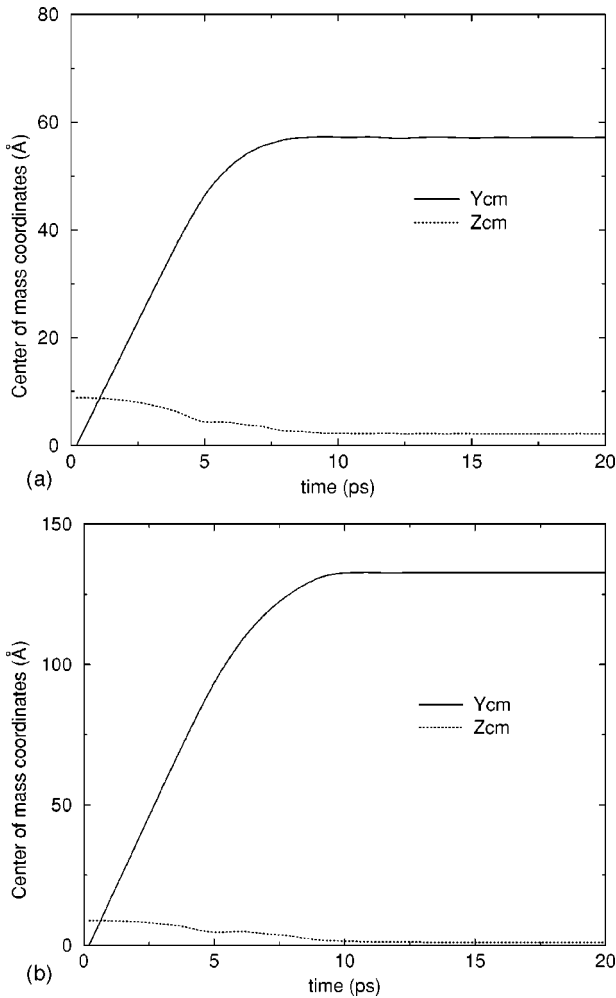 80
60
40
20
0
Center of mass coordinates (Å)
Ycm
Zcm
0 5 10 15 20
time (ps)
(a)
150
100
50
0
Center of mass coordinates (Å)
Ycm
Zcm
0 5 10 15 20
time (ps)
(b)